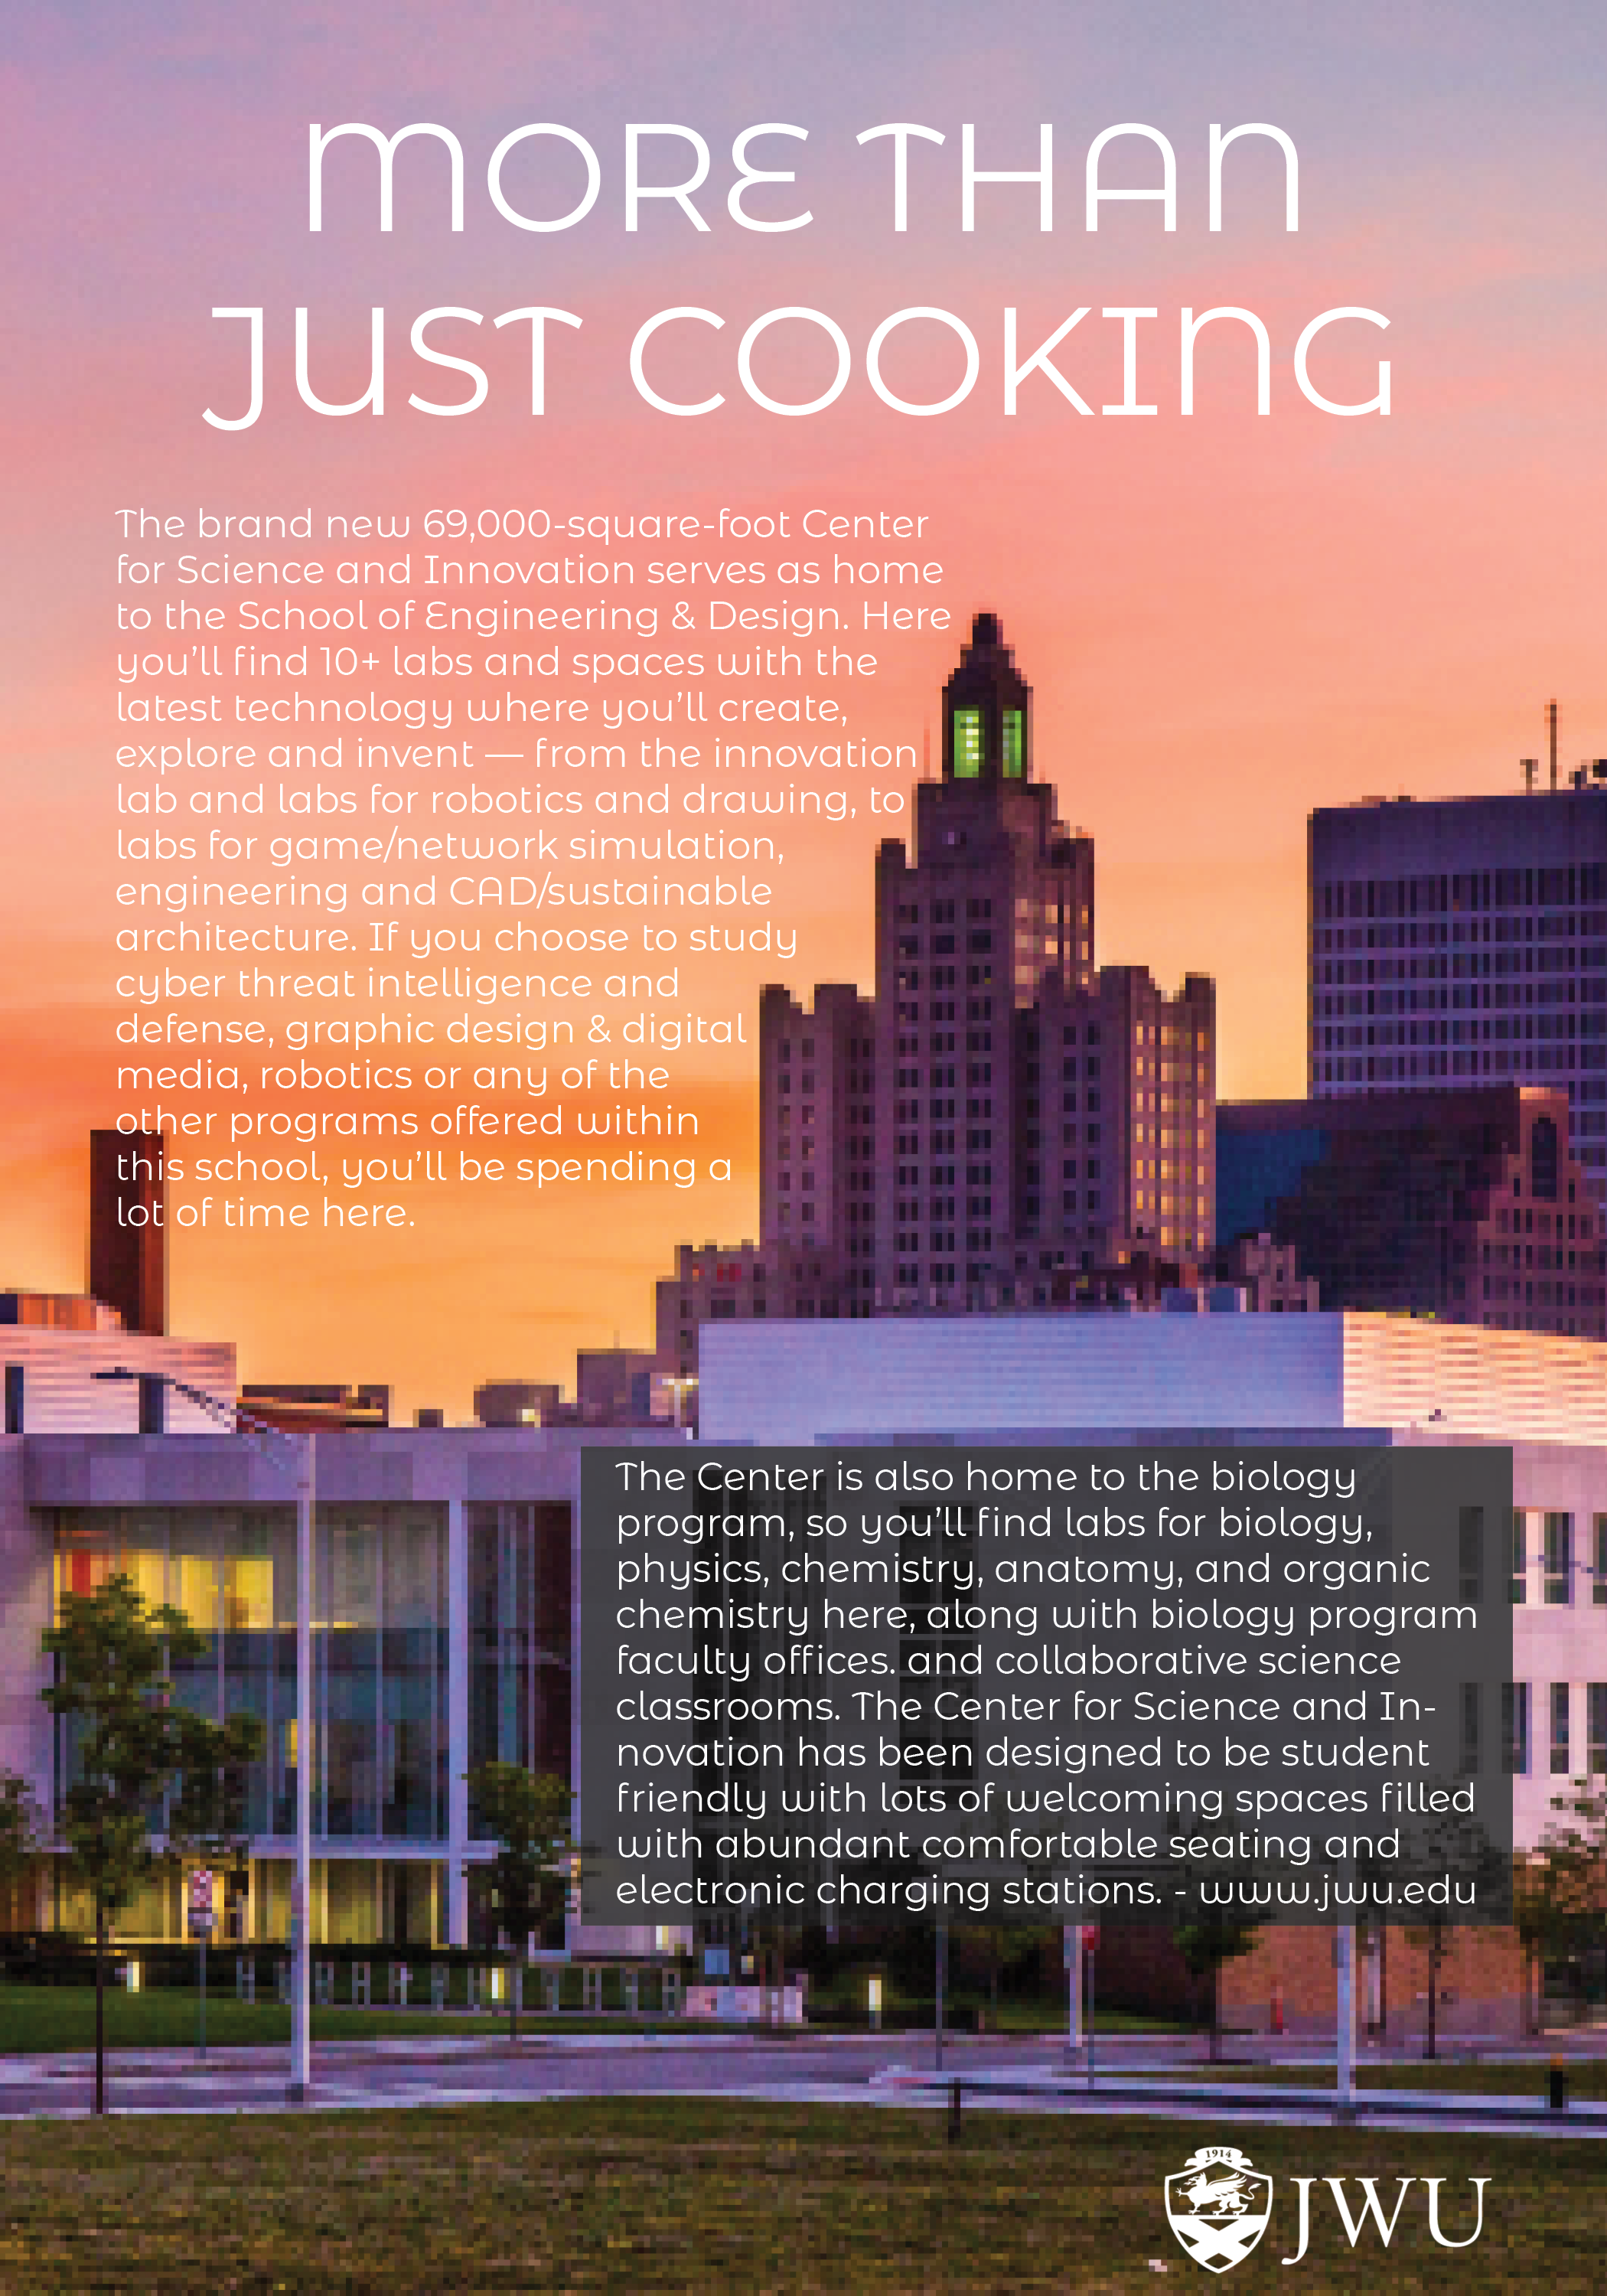 MORE THAN
JUST COOKING
The brand new 69,000-square-foot Center
for Science and Innovation serves as home
to the School of Engineering & Design. Here
you’ll find 10+ labs and spaces with the
latest technology where you’ll create,
explore and invent — from the innovation
lab and labs for robotics and drawing, to
labs for game/network simulation,
engineering and CAD/sustainable
architecture. If you choose to study
cyber threat intelligence and
defense, graphic design & digital
media, robotics or any of the
other programs offered within
this school, you’ll be spending a
lot of time here.
The Center is also home to the biology
program, so you’ll find labs for biology,
physics, chemistry, anatomy, and organic
chemistry here, along with biology program
faculty offices. and collaborative science
classrooms. The Center for Science and In-
novation has been designed to be student
friendly with lots of welcoming spaces filled
with abundant comfortable seating and
electronic charging stations. - www.jwu.edu
1914
JWU